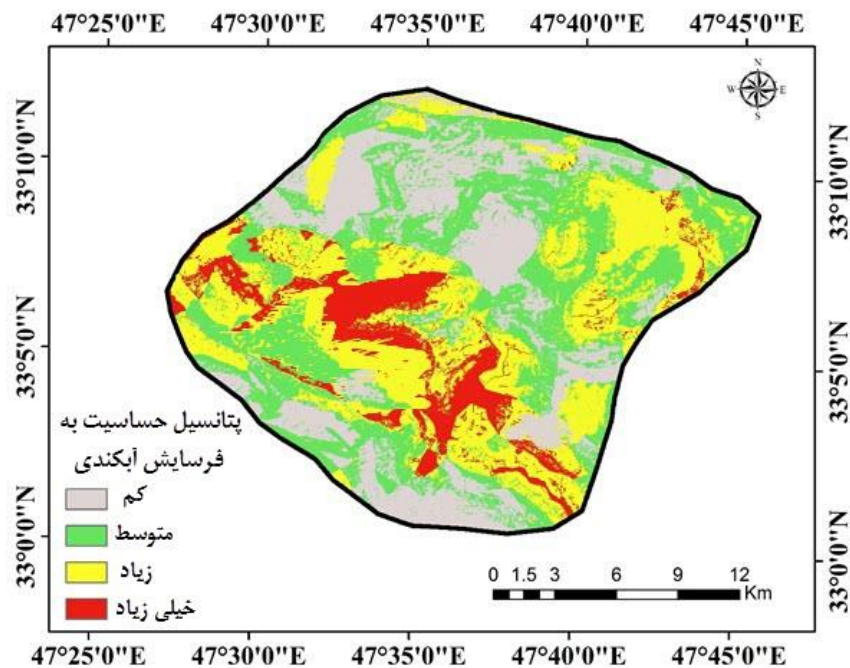 47°25'0"E 47°30'0"E 47°35'0"E 47°40'0"E 47°45'0"E
N
W E
S
33°10'0"N
33°5'0"N
33°0'0"N
33°10'0"N
33°5'0"N
33°0'0"N
پتانسیل حساسیت به
فرسایش آبکندی
کم
متوسط
زیاد
خیلی زیاد
0 1.5 3 6 9 12
Km
47°25'0"E 47°30'0"E 47°35'0"E 47°40'0"E 47°45'0"E